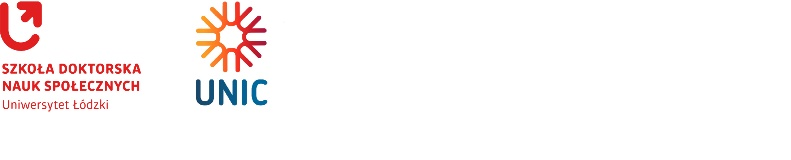 SZKOŁA DOKTORSKA
NAUK SPOŁECZNYCH
Uniwersytet Łódzki
UNIC